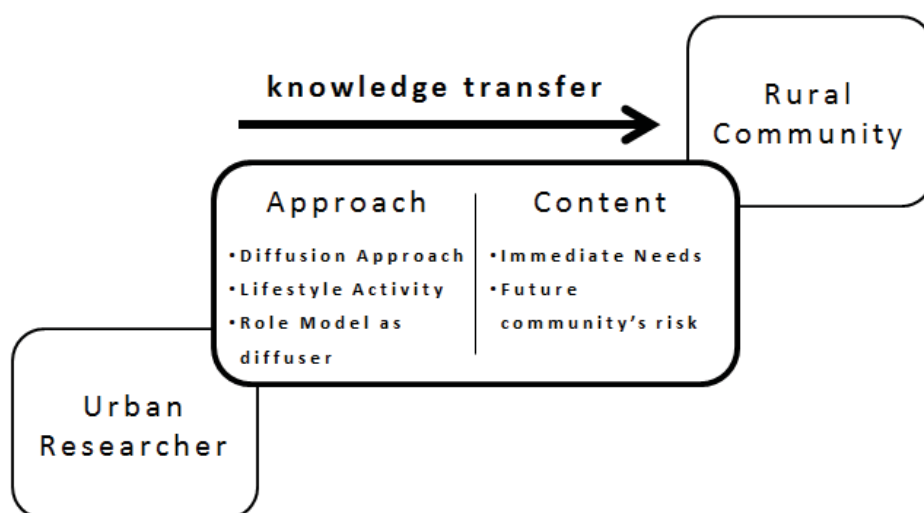 knowledge transfer
Rural
Community
Approach
• Diffusion Approach
• Lifestyle Activity
• Role Model as
diffuser
Content
• Immediate Needs
• Future
community's risk
Urban
Researcher